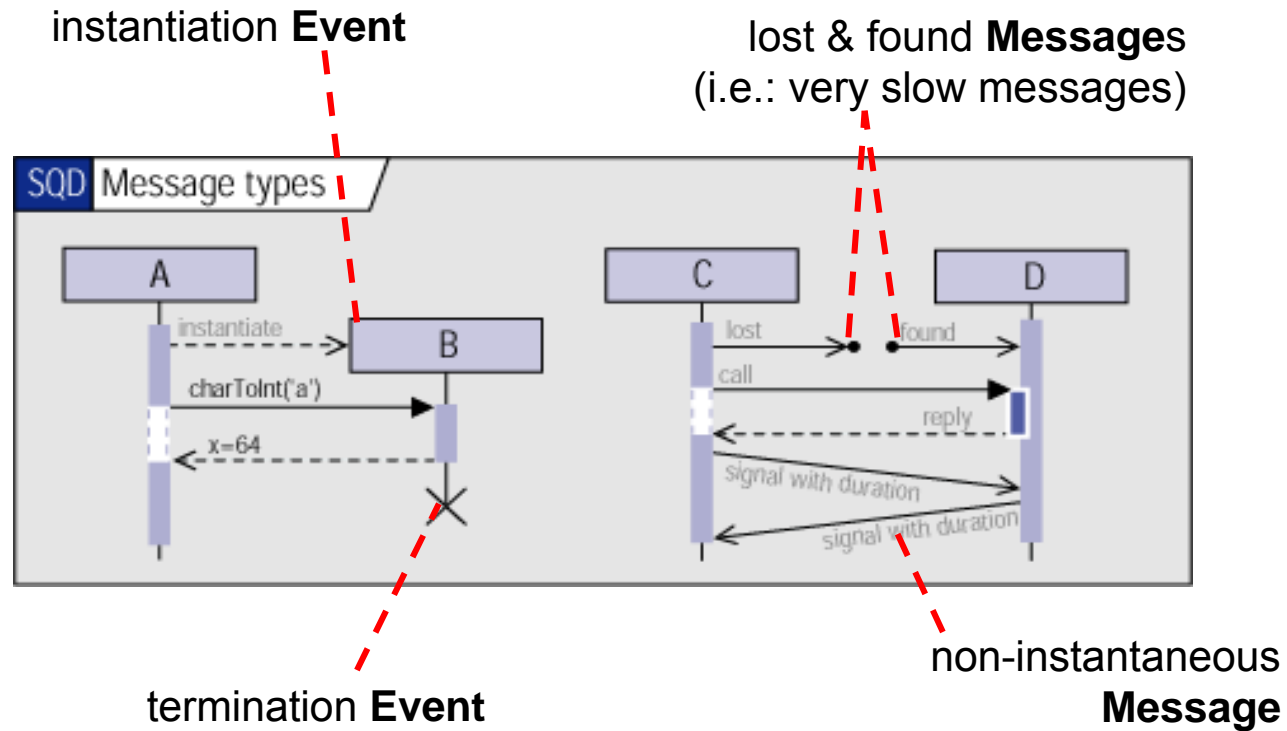 instantiation Event
lost & found Messages
(i.e.: very slow messages)
SQD Message types
A
C
D
instantiate
B
lost
found
charToInt('a')
call
reply
x=64
signal with duration
signal with duration
non-instantaneous
Message
termination Event